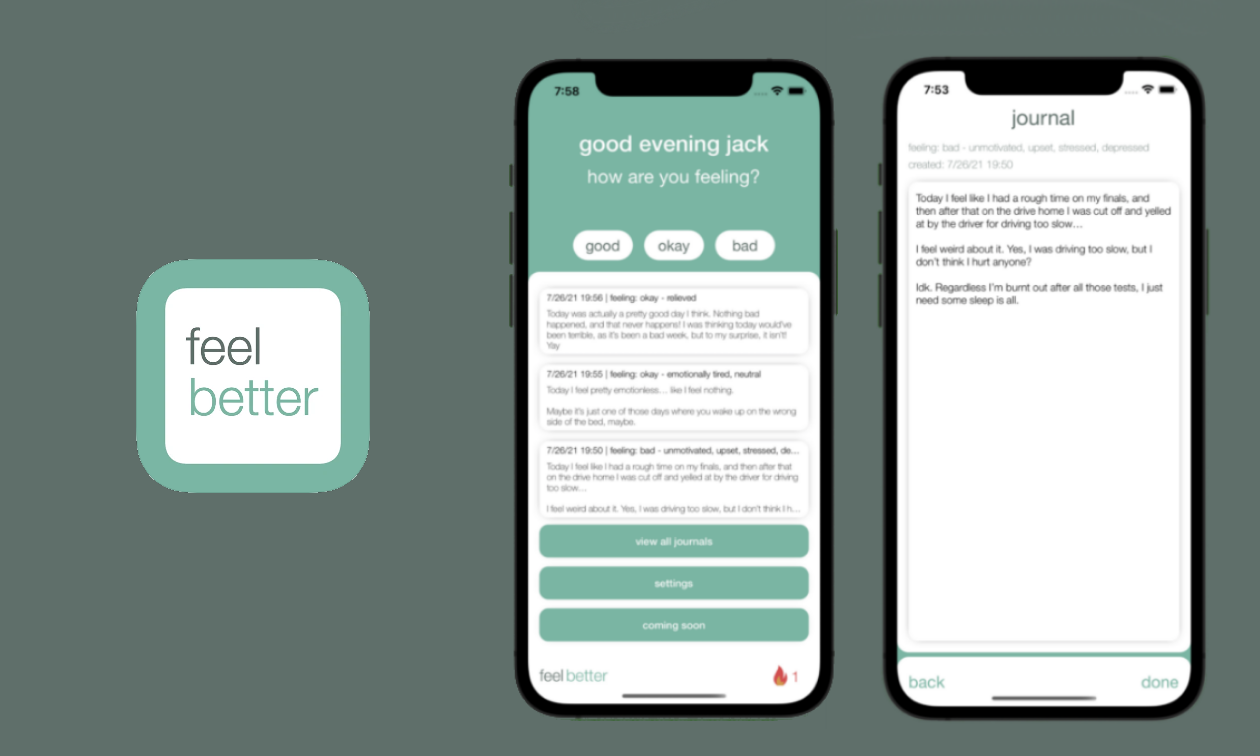 feel
better
7:58
good evening jack
how are you feeling?
good okay bad
7/26/21 19:56 | feeling: okay - relieved
Today was actually a pretty good day I think. Nothing bad
happened, and that never happens! I was thinking today would've
been terrible, as it's been a bad week, but to my surprise, it isn't!
Yay
7/26/21 19:55 | feeling: okay - emotionally tired, neutral
Today I feel pretty emotionless… like I feel nothing.
Maybe it's just one of those days where you wake up on the wrong
side of the bed, maybe.
7/26/21 19:50 | feeling: bad - unmotivated, upset, stressed, de...
Today I feel like I had a rough time on my finals, and then after that
on the drive home I was cut off and yelled at by the driver for driving
too slow…
I feel weird about it. Yes, I was driving too slow, but I don't think I h...
view all journals
settings
coming soon
feel better 1
7:53
journal
feeling: bad - unmotivated, upset, stressed, depressed
created: 7/26/21 19:50
Today I feel like I had a rough time on my finals, and
then after that on the drive home I was cut off and yelled
at by the driver for driving too slow…
I feel weird about it. Yes, I was driving too slow, but I
don't think I hurt anyone?
Idk. Regardless I'm burnt out after all those tests, I just
need some sleep is all.
back done